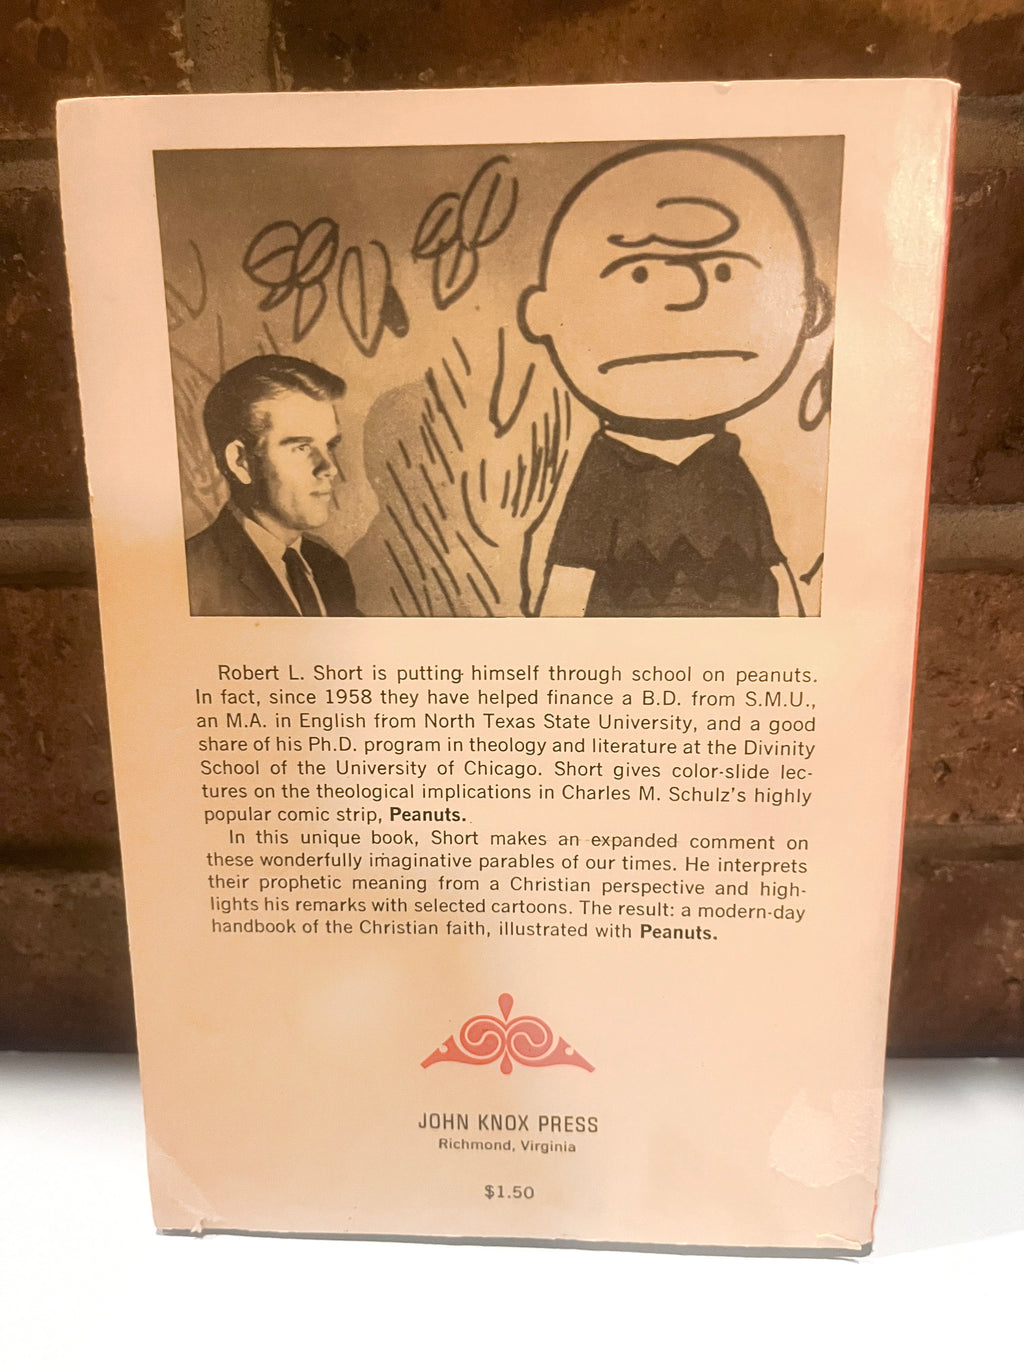 Robert L. Short is putting himself through school on peanuts.
In fact, since 1958 they have helped finance a B.D. from S.M.U.,
an M.A. in English from North Texas State University, and a good
share of his Ph.D. program in theology and literature at the Divinity
School of the University of Chicago. Short gives color-slide lec-
tures on the theological implications in Charles M. Schulz's highly
popular comic strip, Peanuts.
In this unique book, Short makes an expanded comment on
these wonderfully imaginative parables of our times. He interprets
their prophetic meaning from a Christian perspective and high-
lights his remarks with selected cartoons. The result: a modern-day
handbook of the Christian faith, illustrated with Peanuts.
JOHN KNOX PRESS
Richmond, Virginia
$1.50